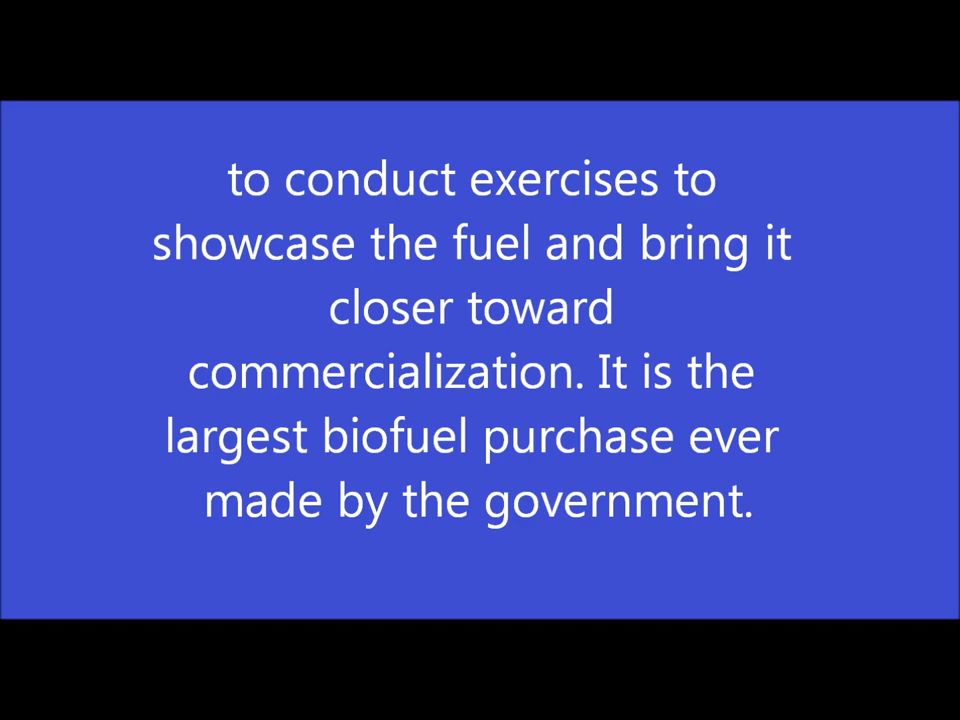 to conduct exercises to
showcase the fuel and bring it
closer toward
commercialization. It is the
largest biofuel purchase ever
made by the government.